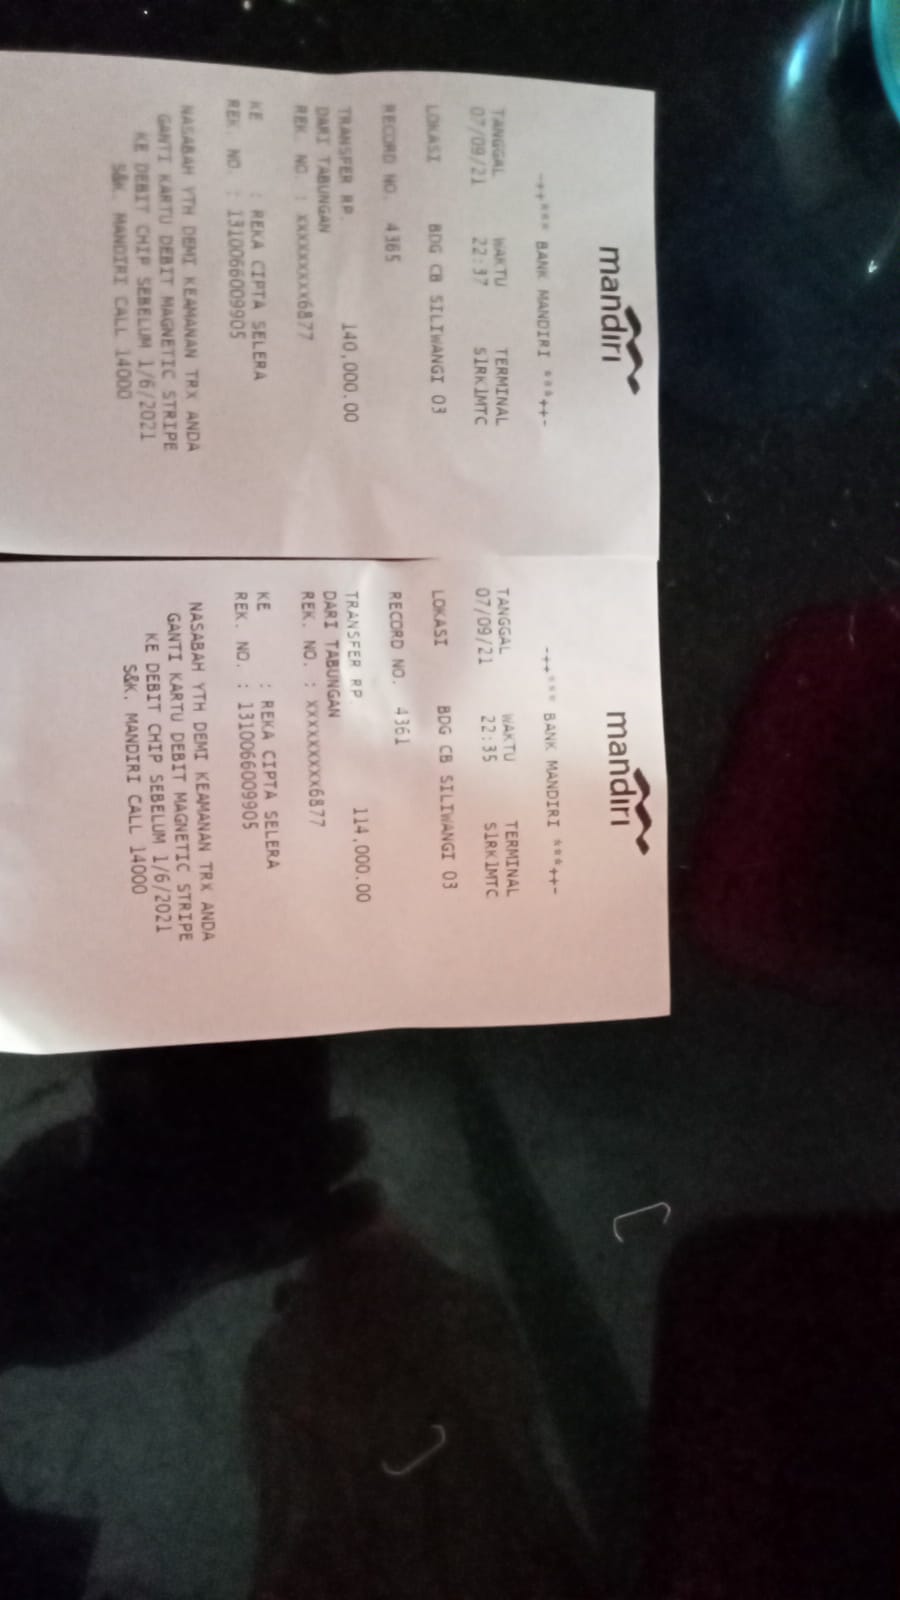 mandiri
-++*** BANK MANDIRI ***++-
TANGGAL WAKTU TERMINAL
07/09/21 22:37 S1RK1MTC
LOKASI BDG CB SILIWANGI 03
RECORD NO. 4365
TRANSFER RP. 140,000.00
DARI TABUNGAN
REK. NO. : XXXXXXXXX6877
KE : REKA CIPTA SELERA
REK. NO. : 1310066009905
NASABAH YTH DEMI KEAMANAN TRX ANDA
GANTI KARTU DEBIT MAGNETIC STRIPE
KE DEBIT CHIP SEBELUM 1/6/2021
S&K. MANDIRI CALL 14000
mandiri
-++*** BANK MANDIRI ***++-
TANGGAL WAKTU TERMINAL
07/09/21 22:35 S1RK1MTC
LOKASI BDG CB SILIWANGI 03
RECORD NO. 4361
TRANSFER RP. 114,000.00
DARI TABUNGAN
REK. NO. : XXXXXXXXX6877
KE : REKA CIPTA SELERA
REK. NO. : 1310066009905
NASABAH YTH DEMI KEAMANAN TRX ANDA
GANTI KARTU DEBIT MAGNETIC STRIPE
KE DEBIT CHIP SEBELUM 1/6/2021
S&K. MANDIRI CALL 14000